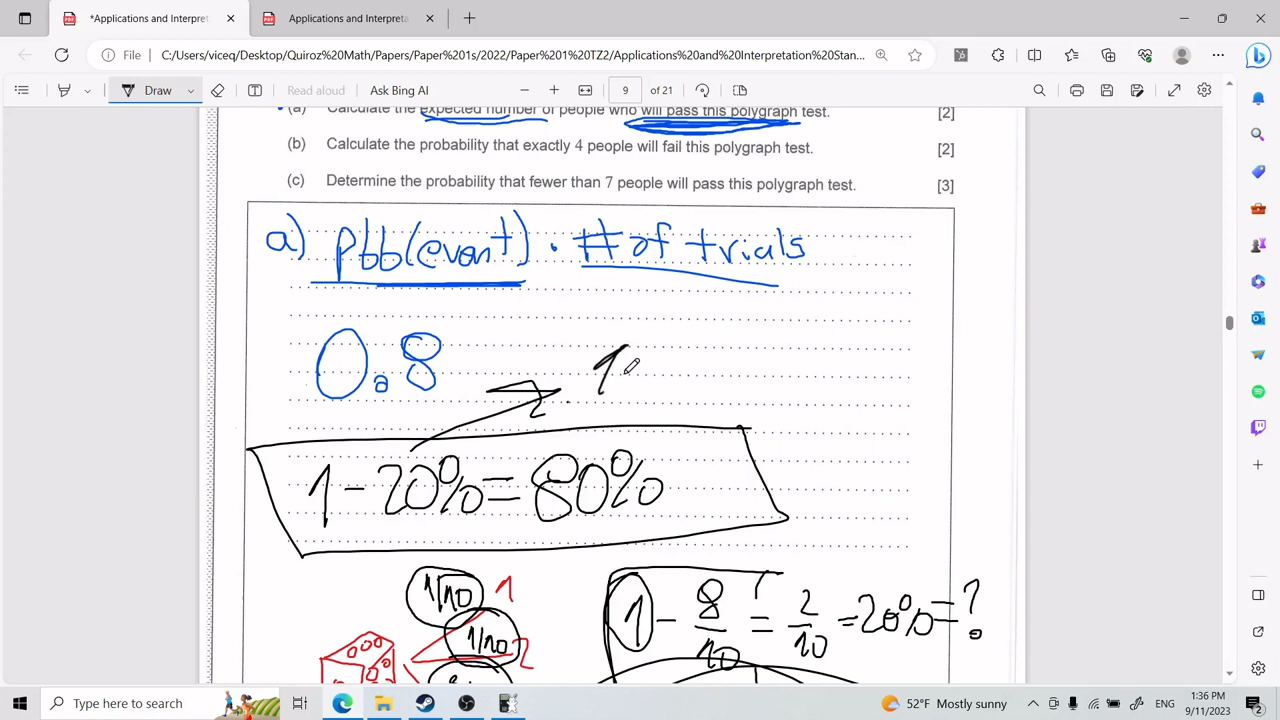 *Applications and Interpret
Applications and Interpreta
File
C:/Users/viceq/Desktop/Quiroz%20Math/Papers/Paper%201s/2022/Paper%201%20TZ2/Applications%20and%20Interpretation%20Stan...
Draw
Read aloud
Ask Bing AI
9
of 21
(a) Calculate the expected number of people who will pass this polygraph test. [2]
(b) Calculate the probability that exactly 4 people will fail this polygraph test. [2]
(c) Determine the probability that fewer than 7 people will pass this polygraph test. [3]
a) Pbb(event) · # of trials
0.8
1
1 - 20% = 80%
1/10 1
1/10 2
1 - 8/10 = 2/10 = 20% = ?
Type here to search
52°F Mostly sunny
ENG
1:36 PM
9/11/2023
2